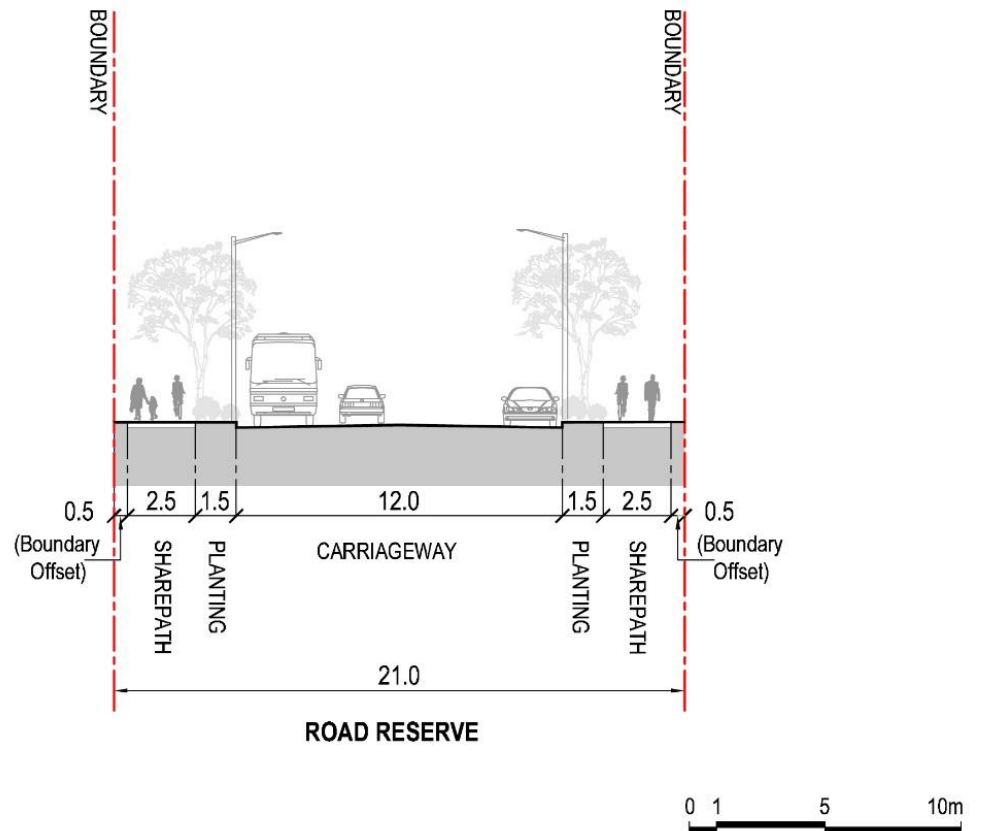 BOUNDARY
BOUNDARY
0.5
2.5
1.5
12.0
1.5
2.5
0.5
(Boundary
Offset)
SHAREPATH
PLANTING
CARRIAGEWAY
PLANTING
SHAREPATH
(Boundary
Offset)
21.0
ROAD RESERVE
0 1 5 10m